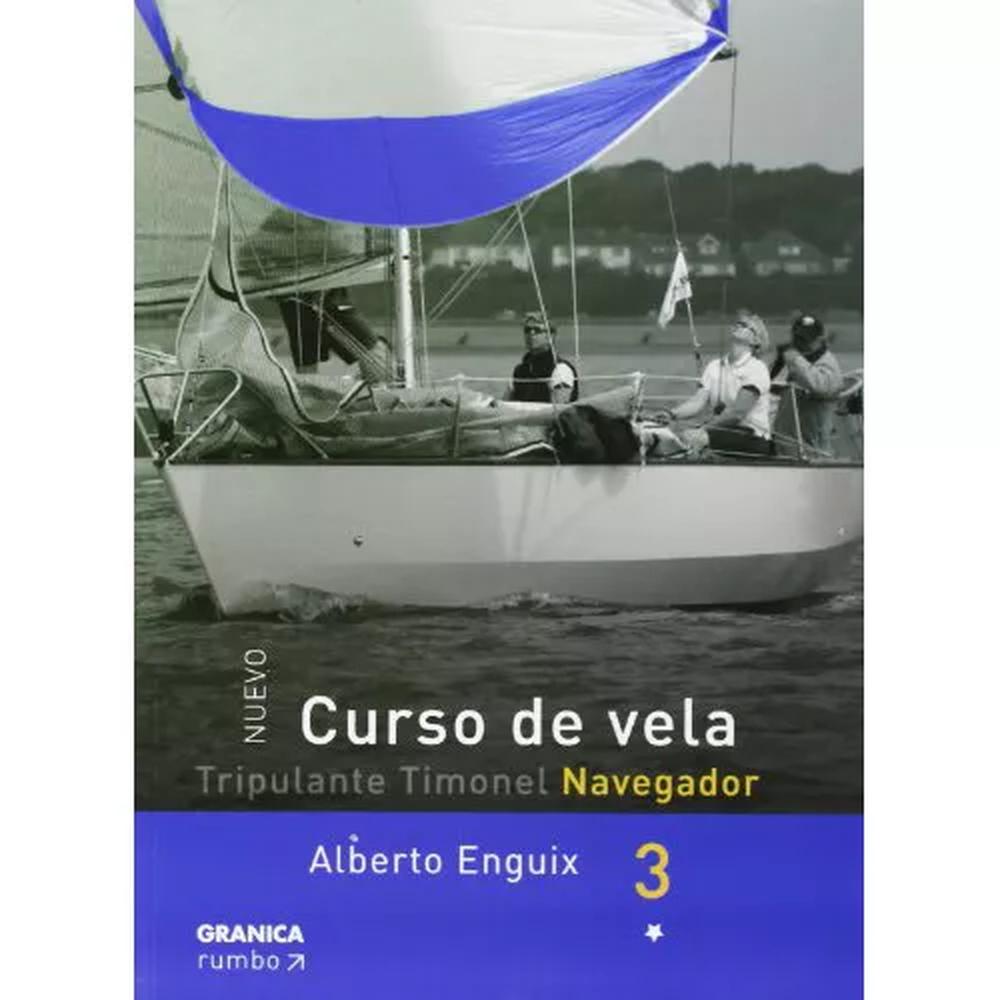 NUEVO
Curso de vela
Tripulante Timonel Navegador
Alberto Enguix
3
GRANICA
rumbo